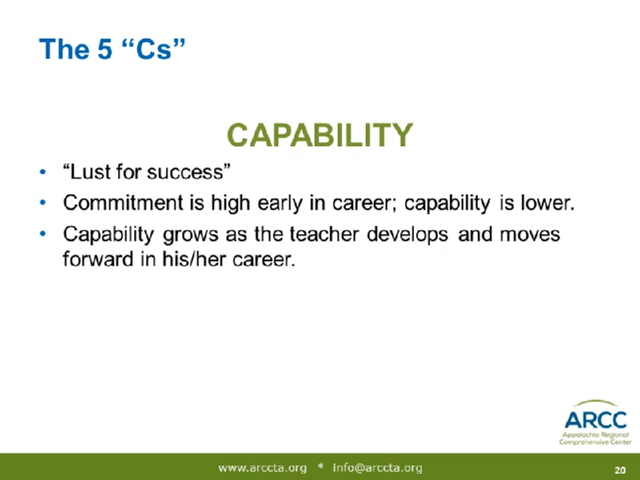 The 5 “Cs”
CAPABILITY
• “Lust for success”
• Commitment is high early in career; capability is lower.
• Capability grows as the teacher develops and moves
forward in his/her career.
ARCC
Appalachia Regional
Comprehensive Center
www.arccta.org * info@arccta.org
20